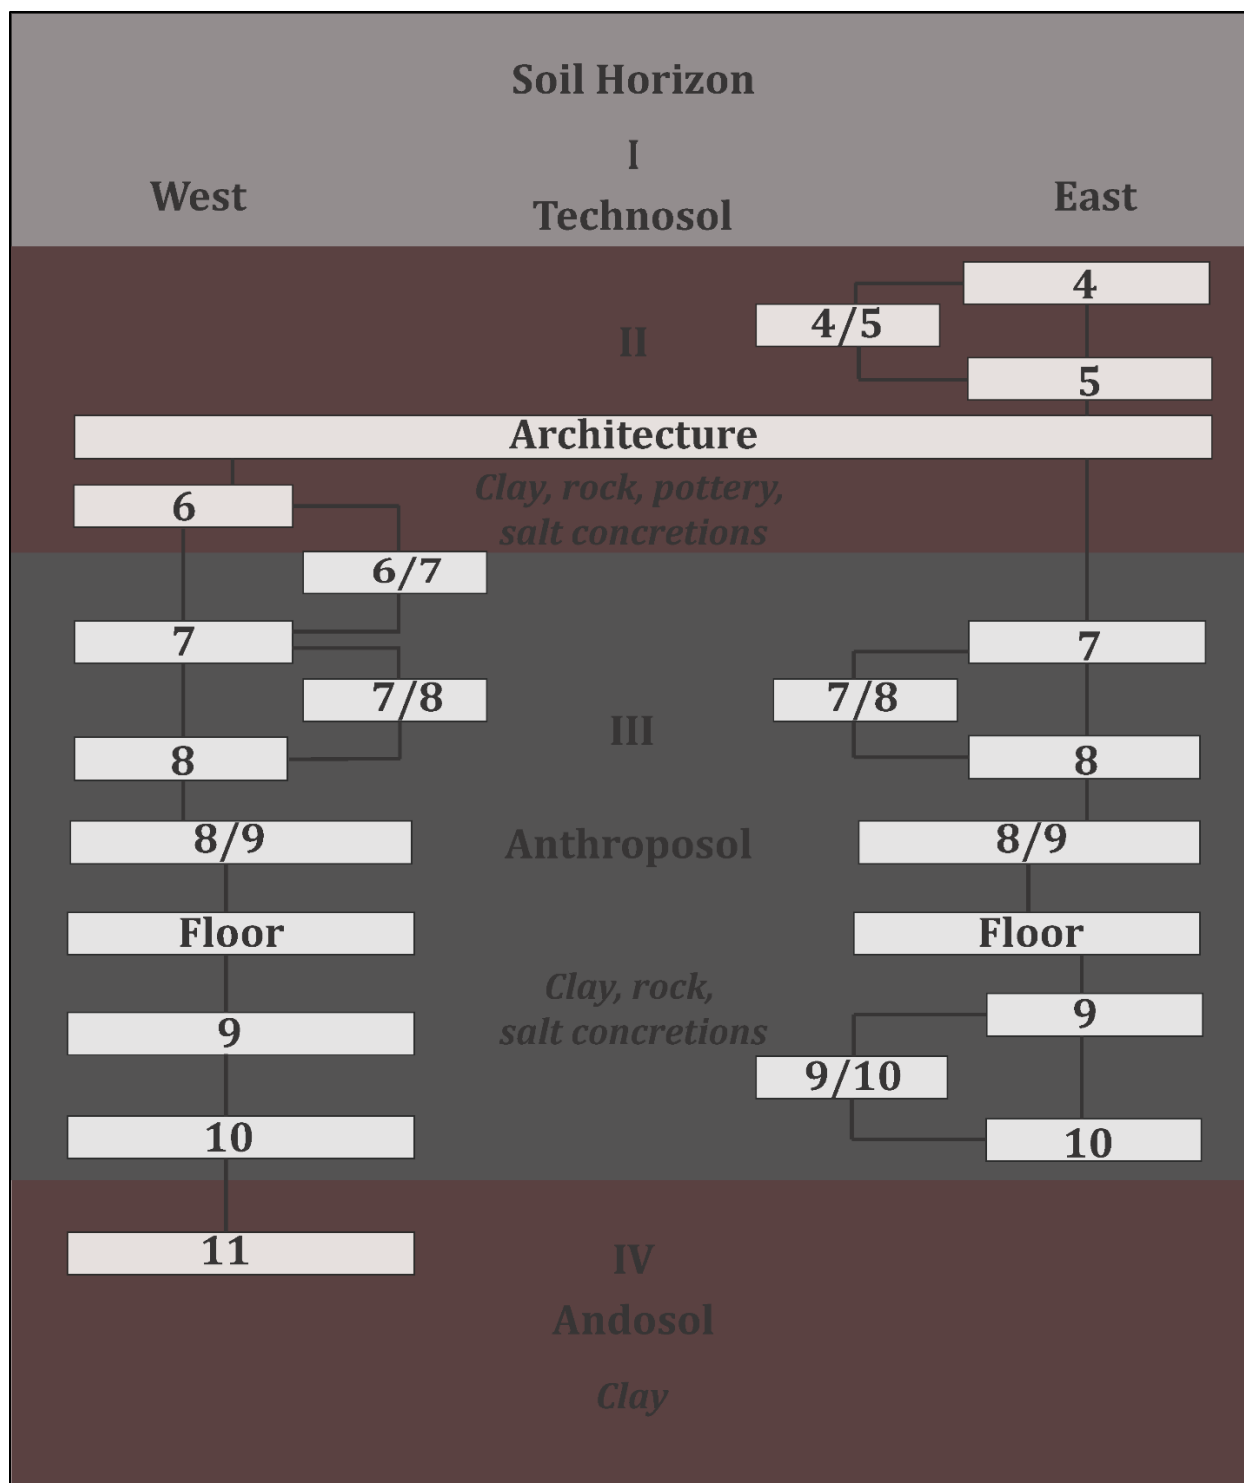 Soil Horizon
I
West
East
Technosol
4
4/5
II
5
Architecture
6
Clay, rock, pottery,
salt concretions
6/7
7
7
7/8
7/8
III
8
8
8/9
Anthroposol
8/9
Floor
Floor
Clay, rock,
salt concretions
9
9
9/10
10
10
11
IV
Andosol
Clay